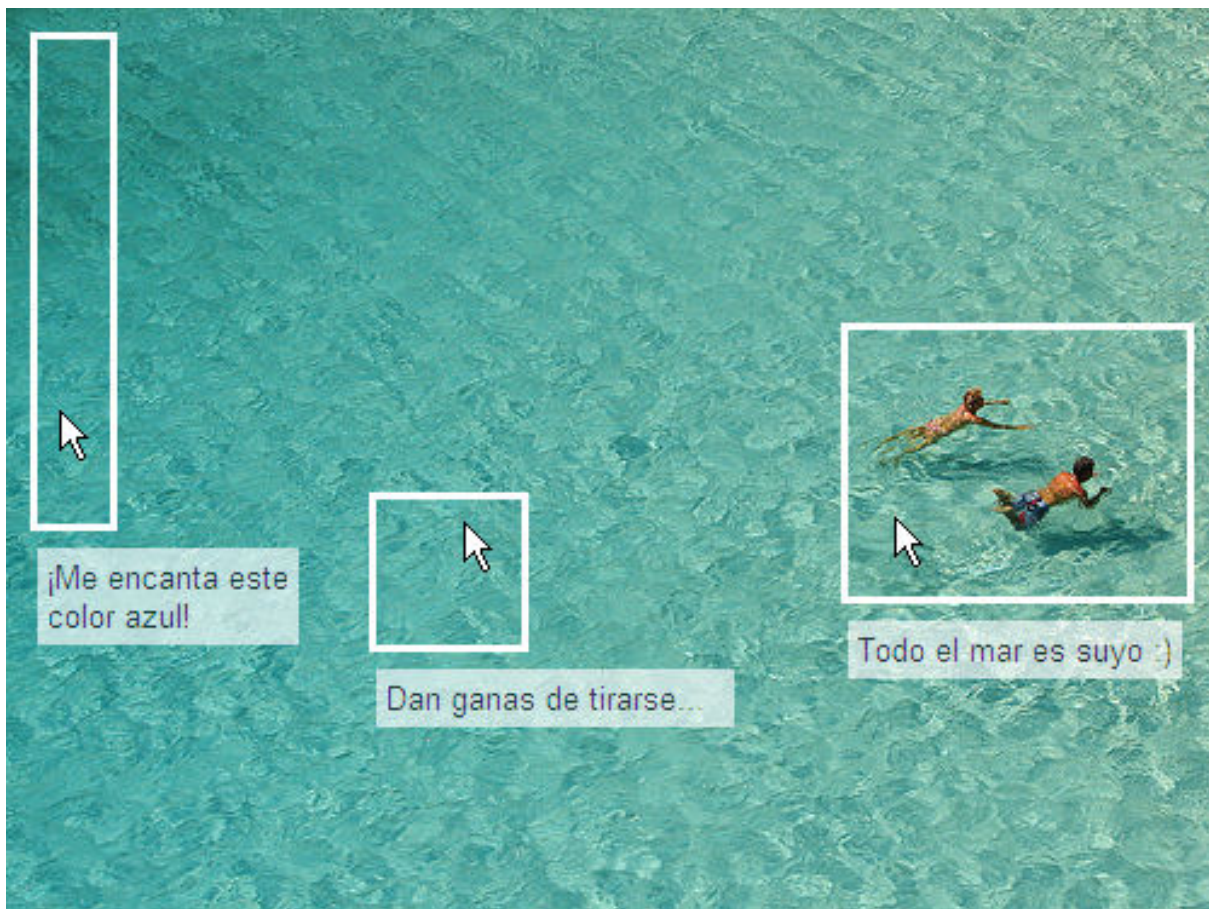 ¡Me encanta este
color azul!
Dan ganas de tirarse...
Todo el mar es suyo :)